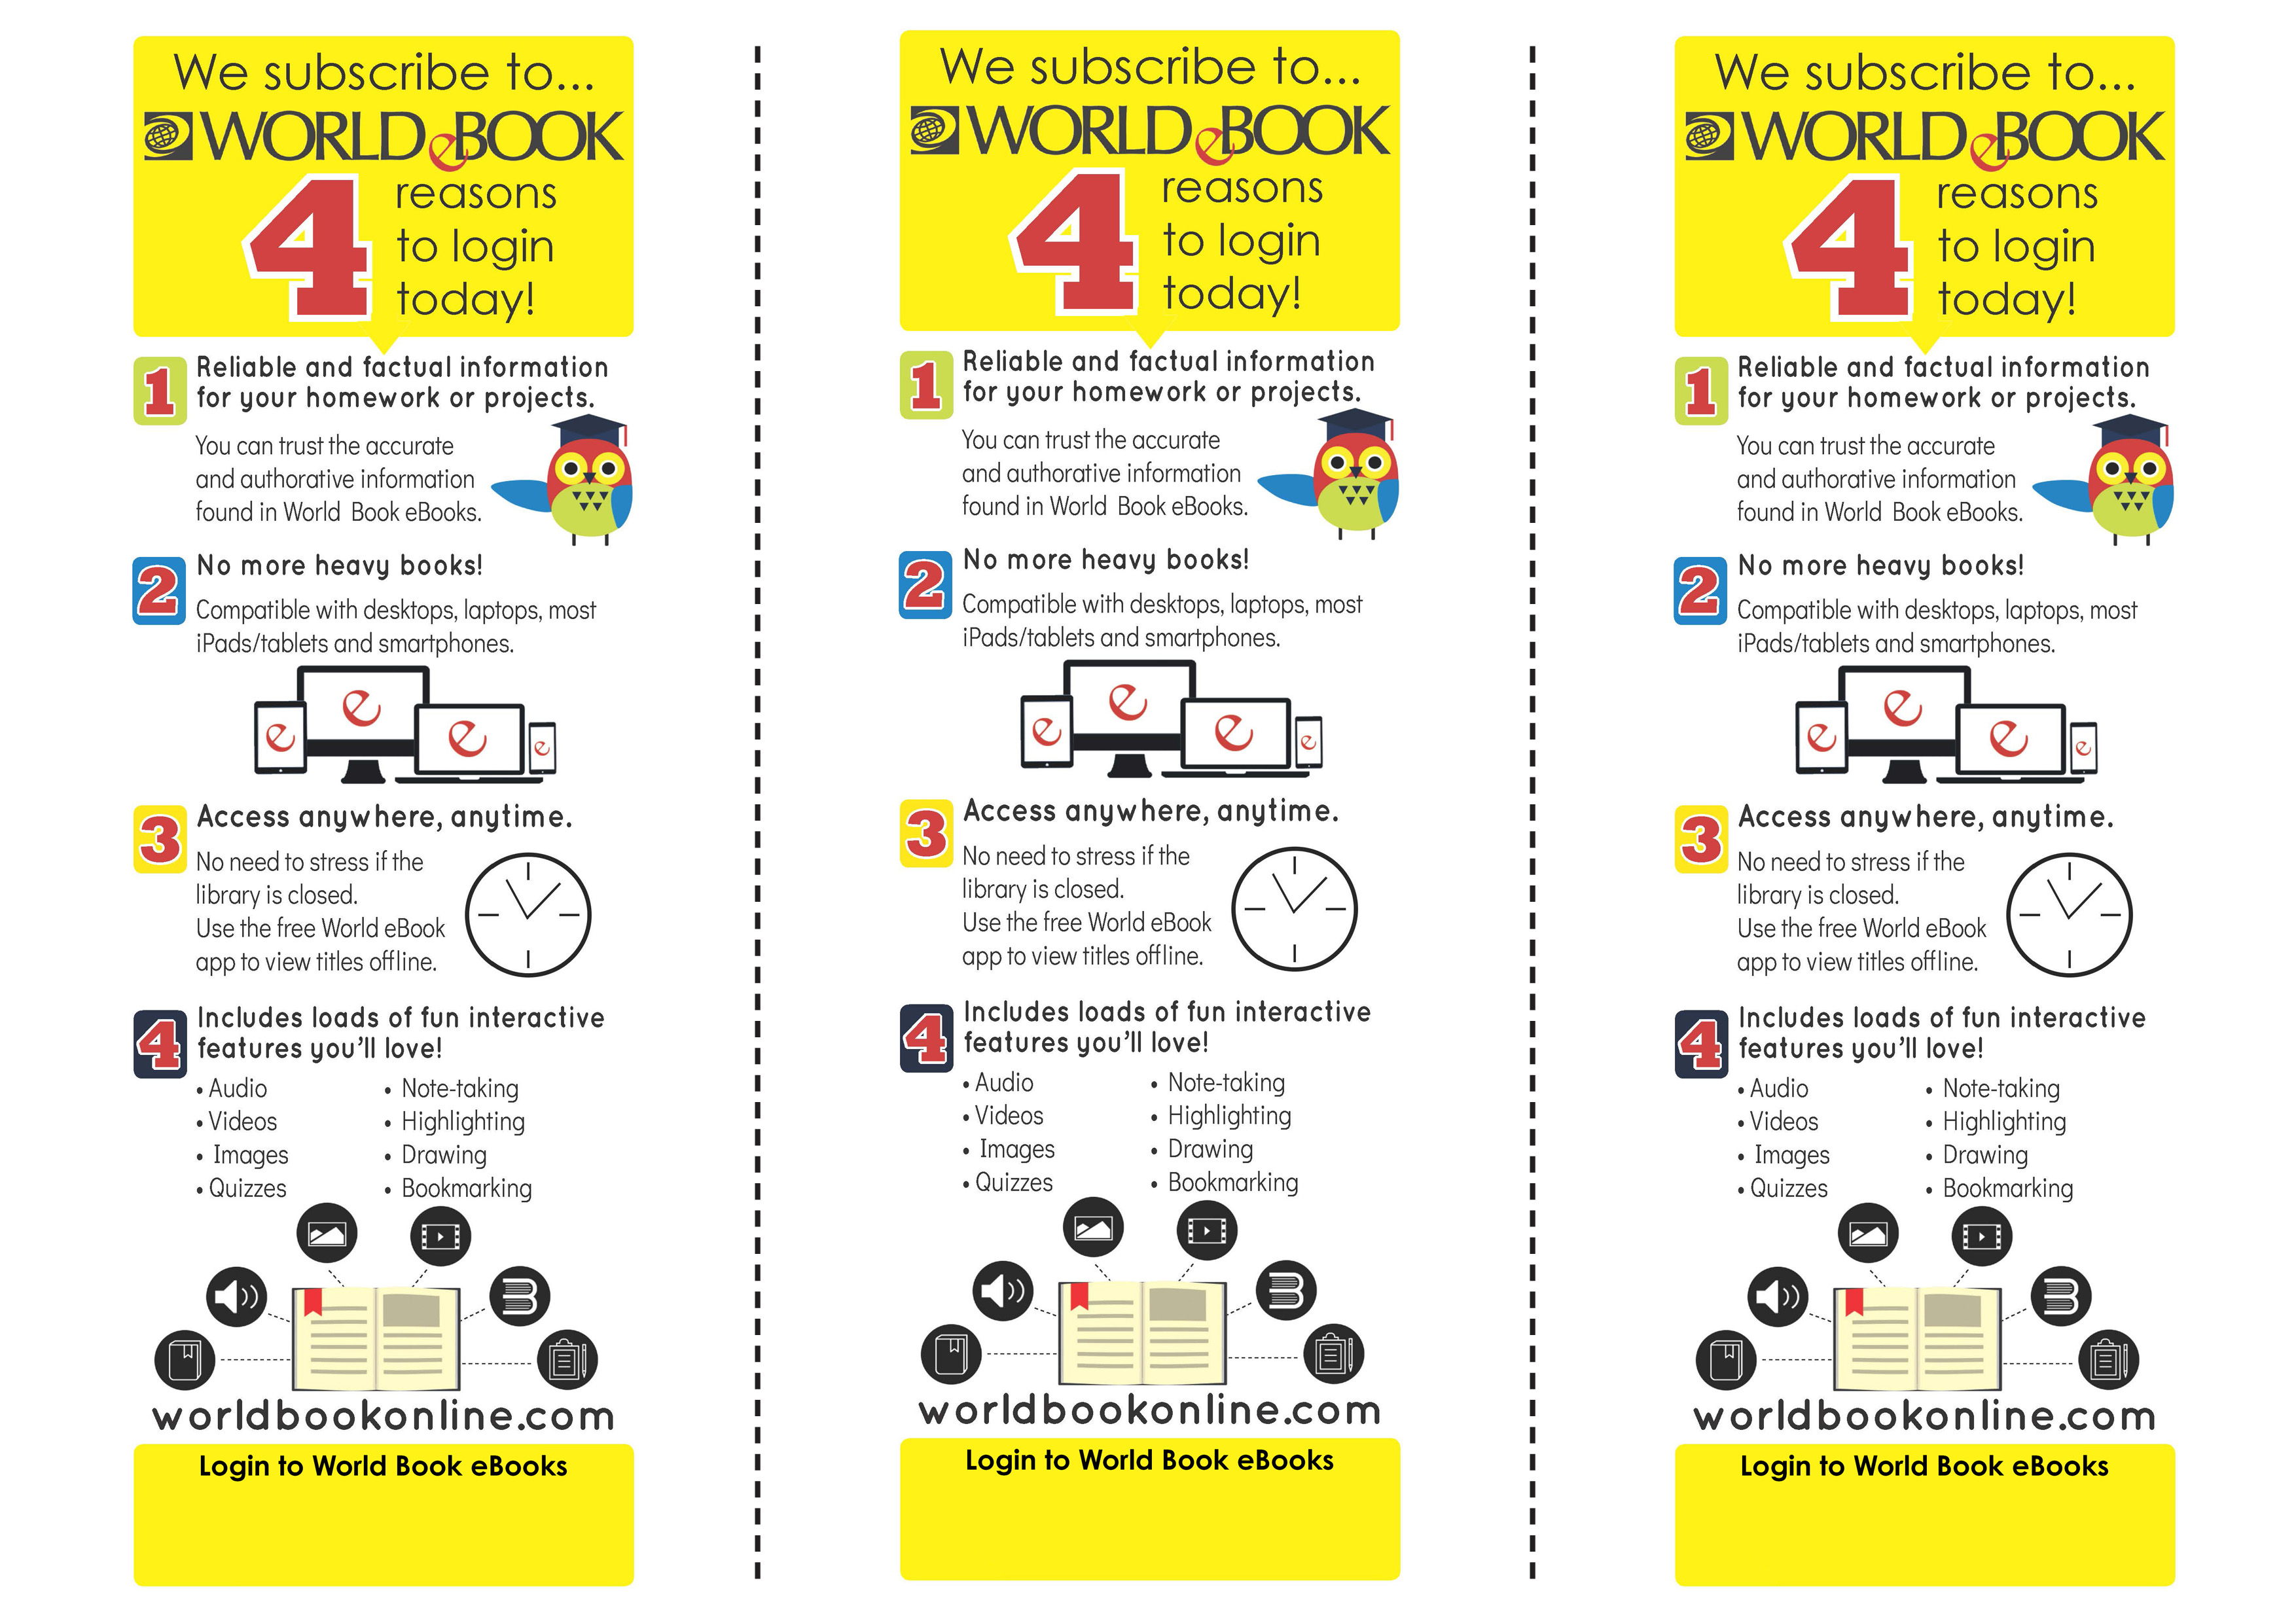 We subscribe to...
WORLD eBOOK
4
reasons
to login
today!
1
Reliable and factual information
for your homework or projects.
You can trust the accurate
and authorative information
found in World Book eBooks.
2
No more heavy books!
Compatible with desktops, laptops, most
iPads/tablets and smartphones.
e
e
e
e
3
Access anywhere, anytime.
No need to stress if the
library is closed.
Use the free World eBook
app to view titles offline.
4
Includes loads of fun interactive
features you'll love!
• Audio
• Videos
• Images
• Quizzes
• Note-taking
• Highlighting
• Drawing
• Bookmarking
worldbookonline.com
Login to World Book eBooks
We subscribe to...
WORLD eBOOK
4
reasons
to login
today!
1
Reliable and factual information
for your homework or projects.
You can trust the accurate
and authorative information
found in World Book eBooks.
2
No more heavy books!
Compatible with desktops, laptops, most
iPads/tablets and smartphones.
e
e
e
e
3
Access anywhere, anytime.
No need to stress if the
library is closed.
Use the free World eBook
app to view titles offline.
4
Includes loads of fun interactive
features you'll love!
• Audio
• Videos
• Images
• Quizzes
• Note-taking
• Highlighting
• Drawing
• Bookmarking
worldbookonline.com
Login to World Book eBooks
We subscribe to...
WORLD eBOOK
4
reasons
to login
today!
1
Reliable and factual information
for your homework or projects.
You can trust the accurate
and authorative information
found in World Book eBooks.
2
No more heavy books!
Compatible with desktops, laptops, most
iPads/tablets and smartphones.
e
e
e
e
3
Access anywhere, anytime.
No need to stress if the
library is closed.
Use the free World eBook
app to view titles offline.
4
Includes loads of fun interactive
features you'll love!
• Audio
• Videos
• Images
• Quizzes
• Note-taking
• Highlighting
• Drawing
• Bookmarking
worldbookonline.com
Login to World Book eBooks